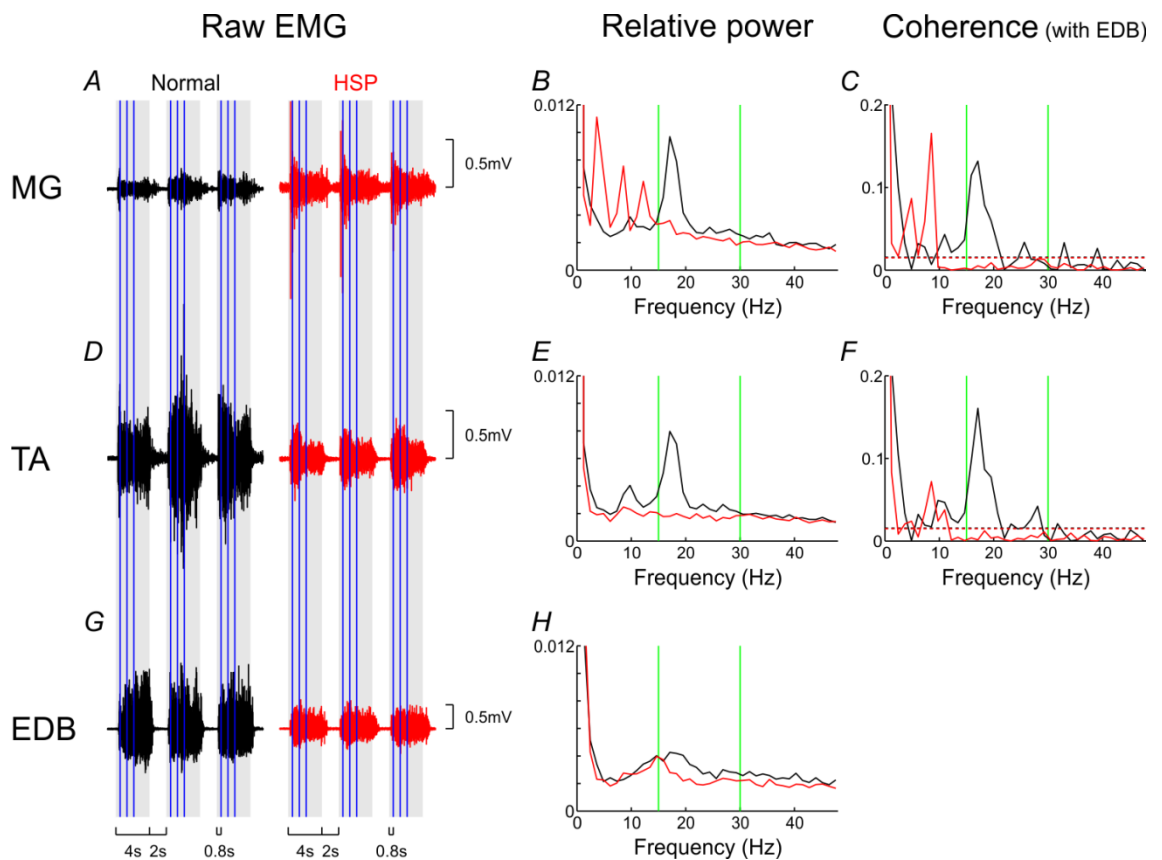 Raw EMG
Relative power
Coherence (with EDB)
A
Normal
HSP
B
C
0.012
0
0 10 20 30 40
Frequency (Hz)
0.2
0.1
0
0 10 20 30 40
Frequency (Hz)
MG
0.5mV
D
E
F
0.012
0
0 10 20 30 40
Frequency (Hz)
0.2
0.1
0
0 10 20 30 40
Frequency (Hz)
TA
0.5mV
G
H
0.012
0
0 10 20 30 40
Frequency (Hz)
EDB
0.5mV
4s 2s 0.8s 4s 2s 0.8s